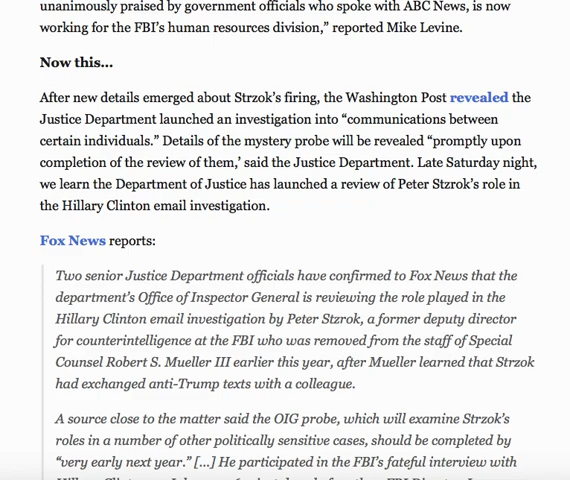 unanimously praised by government officials who spoke with ABC News, is now
working for the FBI's human resources division,” reported Mike Levine.
Now this…
After new details emerged about Strzok's firing, the Washington Post revealed the
Justice Department launched an investigation into “communications between
certain individuals.” Details of the mystery probe will be revealed “promptly upon
completion of the review of them,’ said the Justice Department. Late Saturday night,
we learn the Department of Justice has launched a review of Peter Strzok's role in
the Hillary Clinton email investigation.
Fox News reports:
Two senior Justice Department officials have confirmed to Fox News that the
department's Office of Inspector General is reviewing the role played in the
Hillary Clinton email investigation by Peter Stzrok, a former deputy director
for counterintelligence at the FBI who was removed from the staff of Special
Counsel Robert S. Mueller III earlier this year, after Mueller learned that Strzok
had exchanged anti-Trump texts with a colleague.
A source close to the matter said the OIG probe, which will examine Strzok's
roles in a number of other politically sensitive cases, should be completed by
“very early next year.” [...] He participated in the FBI's fateful interview with